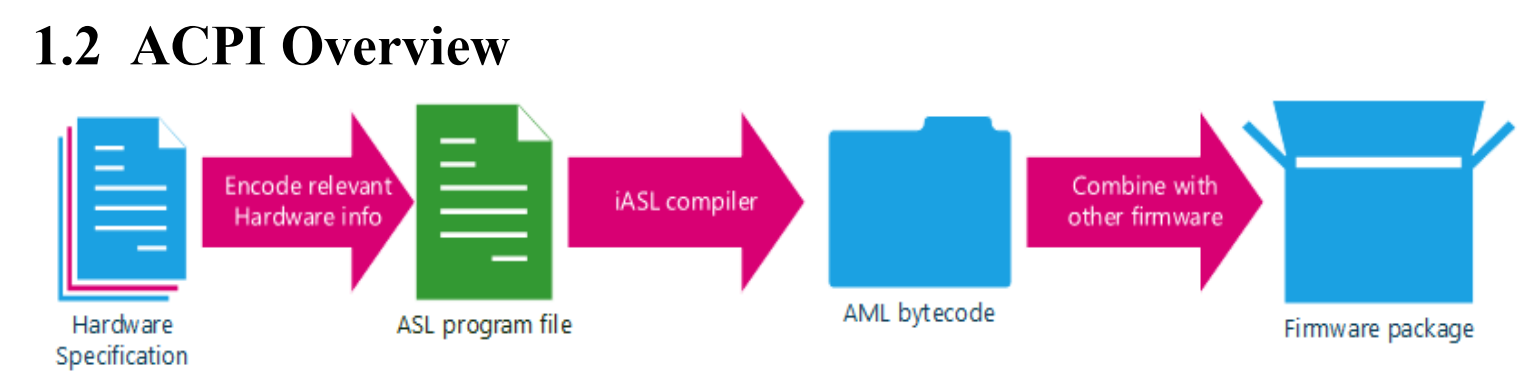 1.2 ACPI Overview
Encode relevant
Hardware info
iASL compiler
Combine with
other firmware
Hardware
Specification
ASL program file
AML bytecode
Firmware package